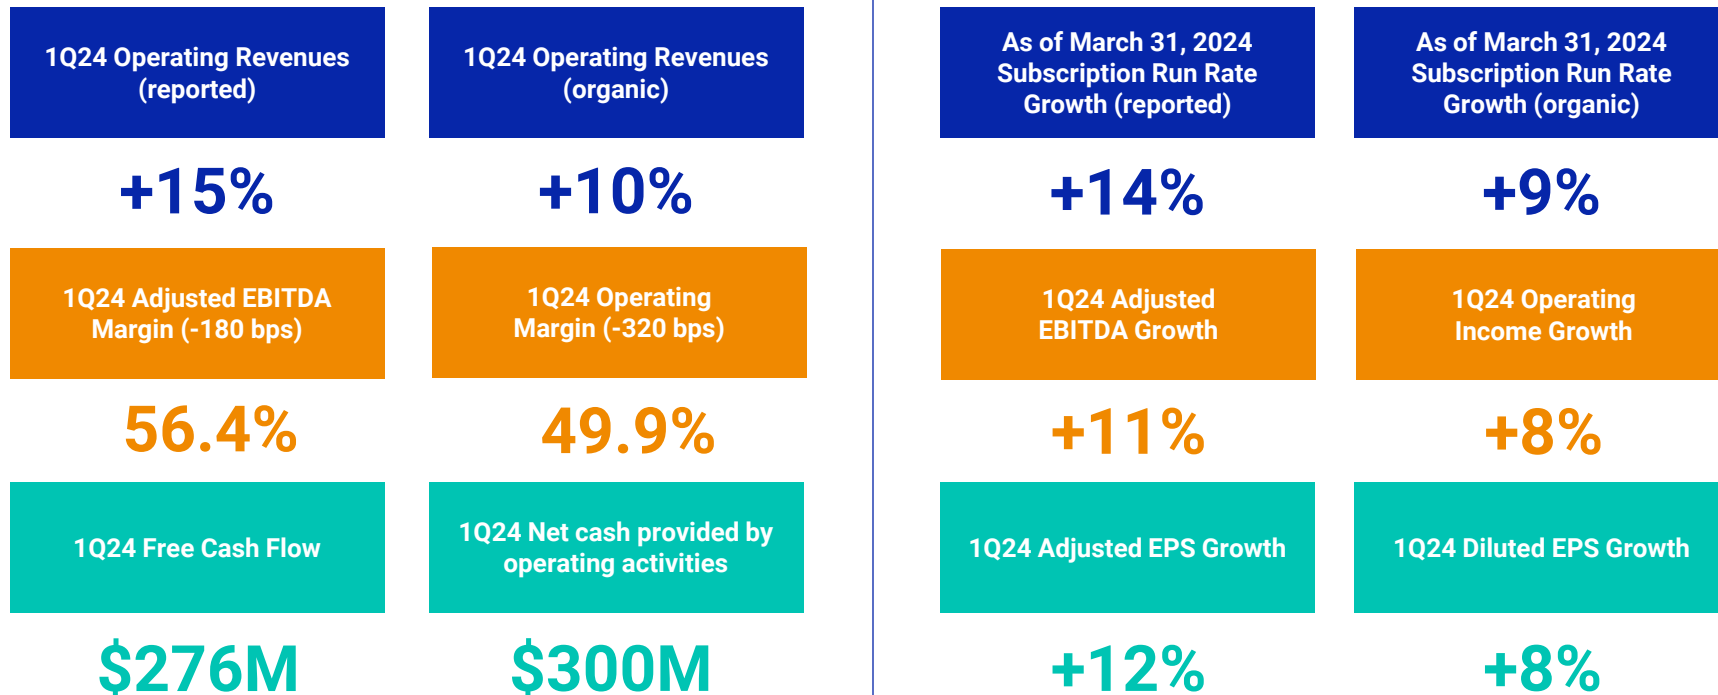 1Q24 Operating Revenues
(reported)
+15%
1Q24 Operating Revenues
(organic)
+10%
As of March 31, 2024
Subscription Run Rate
Growth (reported)
+14%
As of March 31, 2024
Subscription Run Rate
Growth (organic)
+9%
1Q24 Adjusted EBITDA
Margin (-180 bps)
56.4%
1Q24 Operating
Margin (-320 bps)
49.9%
1Q24 Adjusted
EBITDA Growth
+11%
1Q24 Operating
Income Growth
+8%
1Q24 Free Cash Flow
$276M
1Q24 Net cash provided by
operating activities
$300M
1Q24 Adjusted EPS Growth
+12%
1Q24 Diluted EPS Growth
+8%